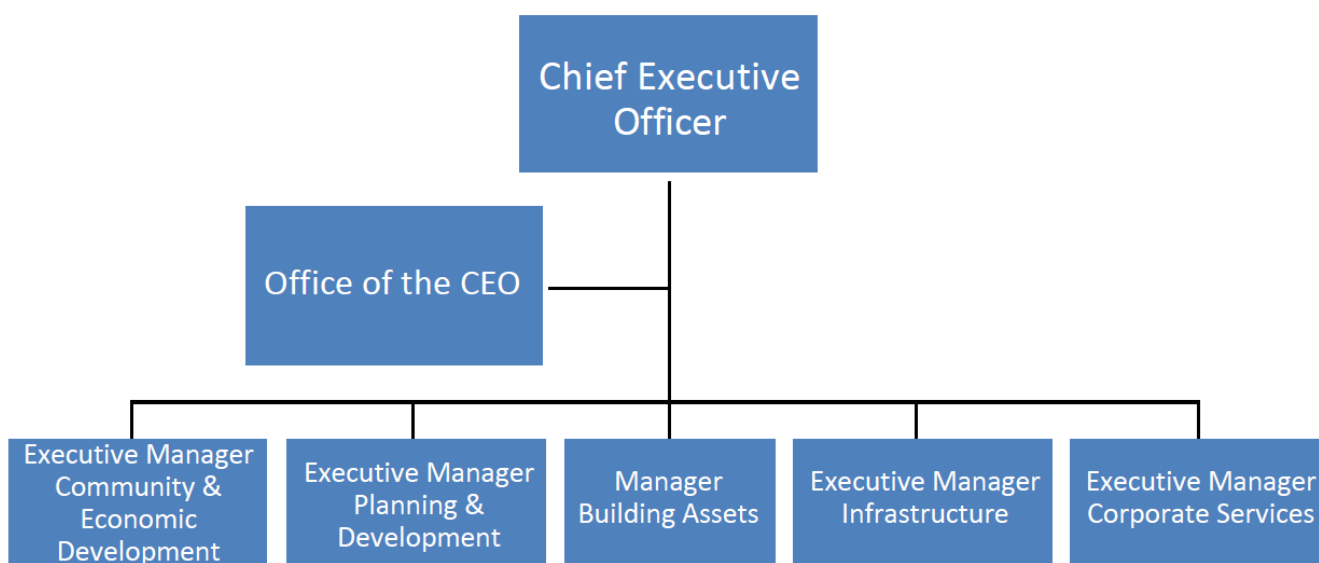 Chief Executive
Officer
Office of the CEO
Executive Manager
Community &
Economic
Development
Executive Manager
Planning &
Development
Manager
Building Assets
Executive Manager
Infrastructure
Executive Manager
Corporate Services